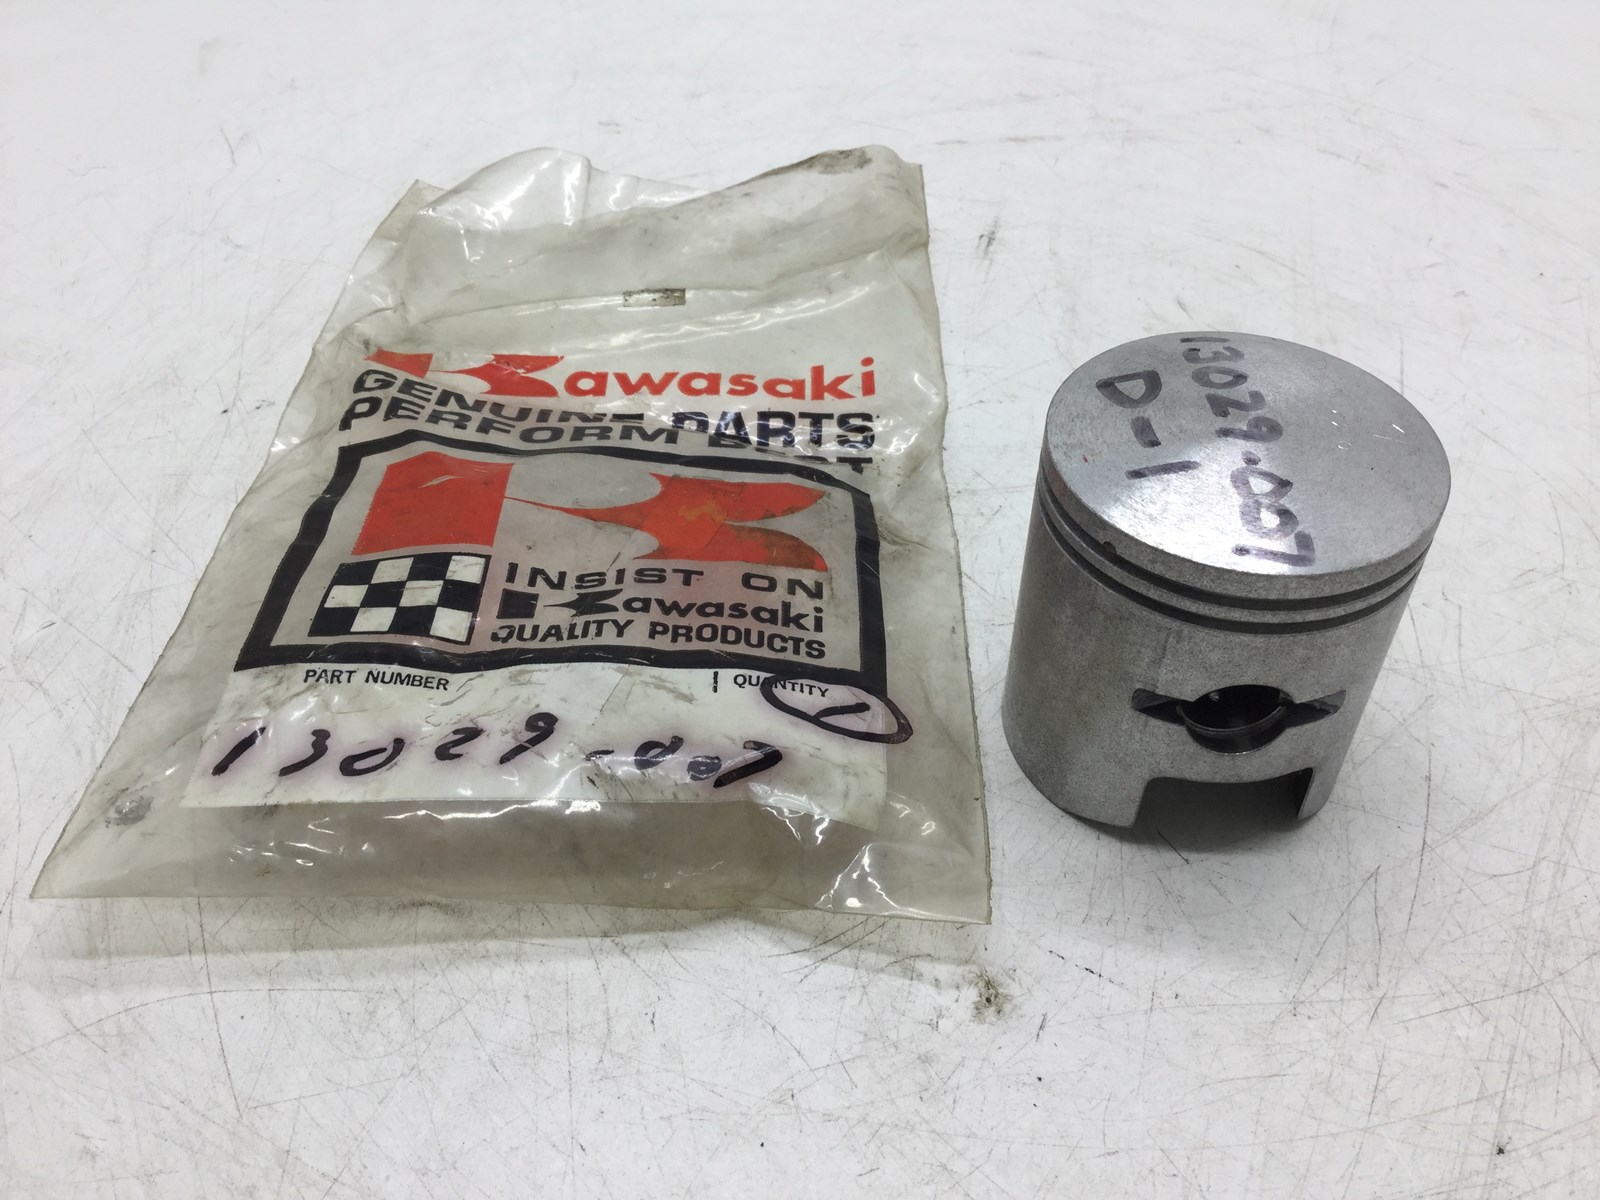 Kawasaki
GENUINE PARTS
PERFORM BEST
INSIST ON
Kawasaki
QUALITY PRODUCTS
PART NUMBER QUANTITY
13029-007 1
13029-007
D-1